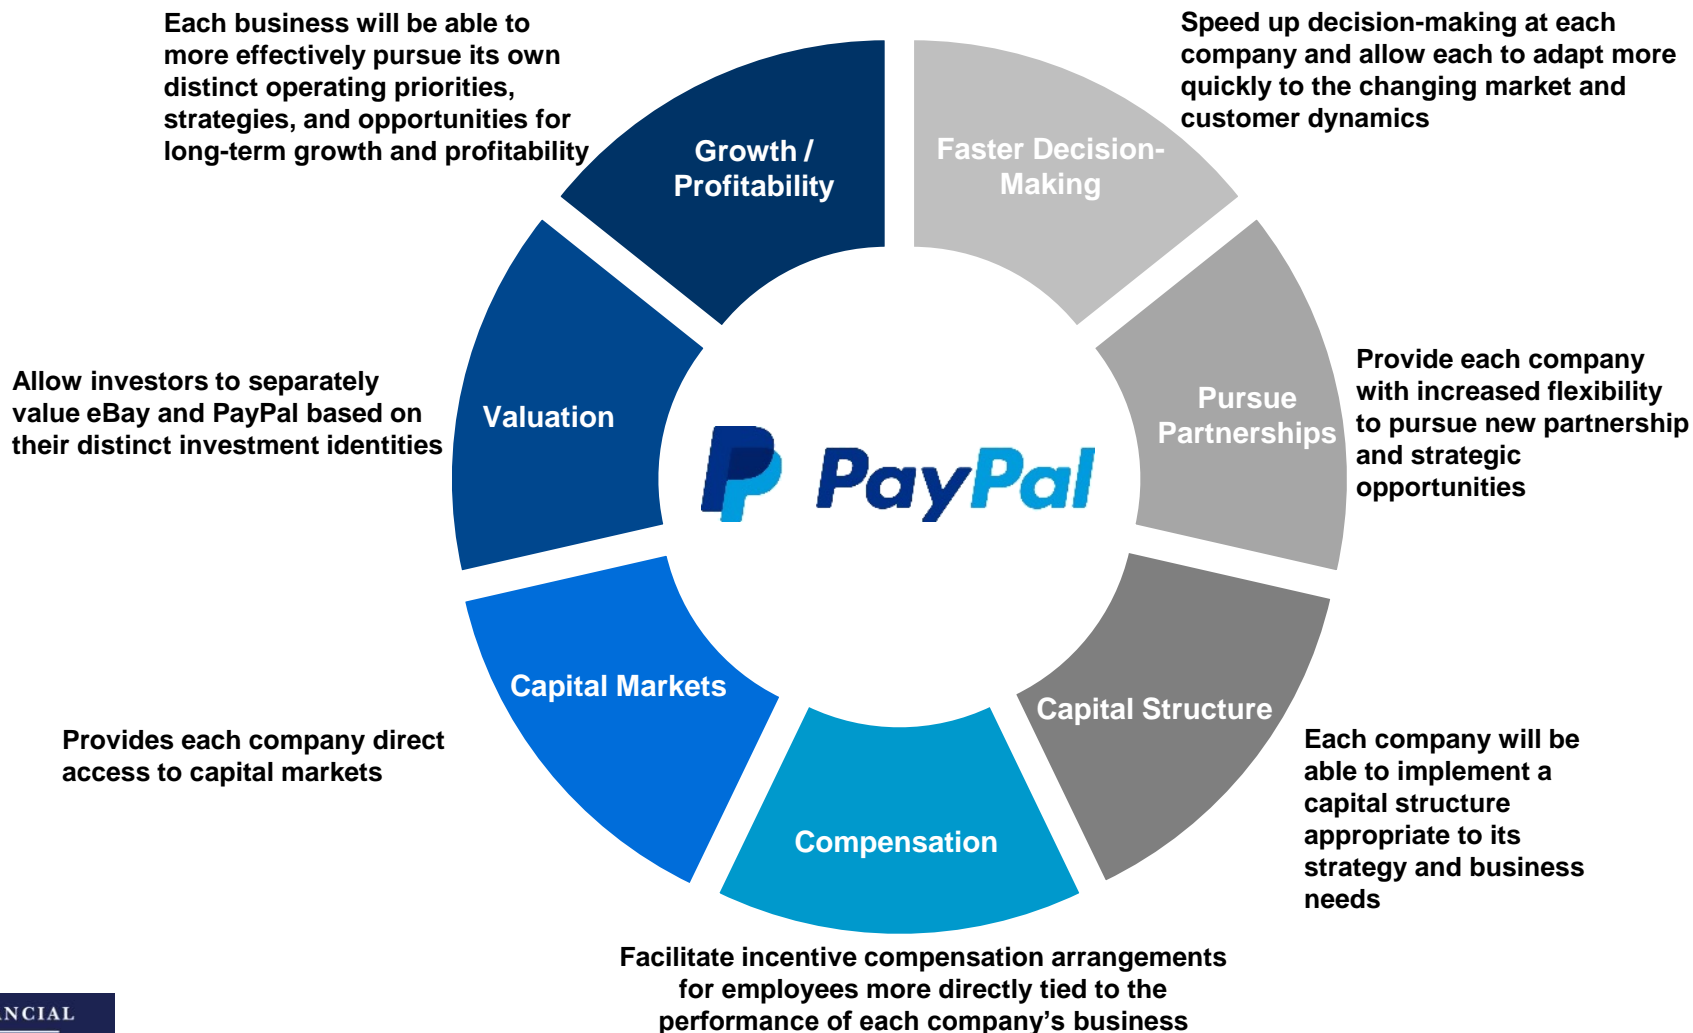 Each business will be able to
more effectively pursue its own
distinct operating priorities,
strategies, and opportunities for
long-term growth and profitability
Speed up decision-making at each
company and allow each to adapt more
quickly to the changing market and
customer dynamics
Growth /
Profitability
Faster Decision-
Making
Allow investors to separately
value eBay and PayPal based on
their distinct investment identities
Valuation
Pursue
Partnerships
Provide each company
with increased flexibility
to pursue new partnership
and strategic
opportunities
PayPal
Capital Markets
Capital Structure
Provides each company direct
access to capital markets
Each company will be
able to implement a
capital structure
appropriate to its
strategy and business
needs
Compensation
Facilitate incentive compensation arrangements
for employees more directly tied to the
performance of each company’s business